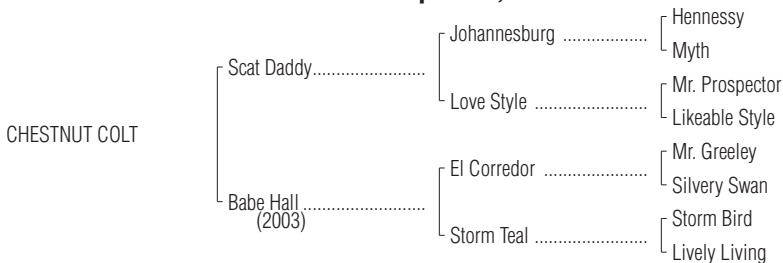 Hennessy
Johannesburg ..................
Myth
Scat Daddy........................
Mr. Prospector
Love Style ........................
Likeable Style
CHESTNUT COLT
Mr. Greeley
El Corredor ......................
Silvery Swan
Babe Hall ..........................
(2003)
Storm Bird
Storm Teal ........................
Lively Living